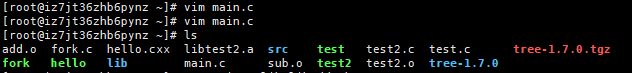 [root@iz7jt36zhb6pynz ~]# vim main.c
[root@iz7jt36zhb6pynz ~]# vim main.c
[root@iz7jt36zhb6pynz ~]# ls
add.o fork.c hello.cxx libtest2.a src test test2.c test.c tree-1.7.0.tgz
fork hello lib main.c sub.o test2 test2.o tree-1.7.0